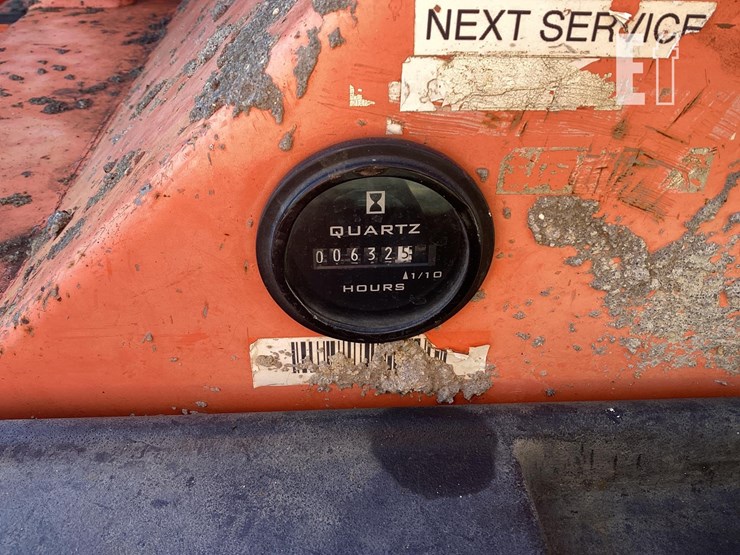 NEXT SERVICE
QUARTZ
006325
1/10
HOURS